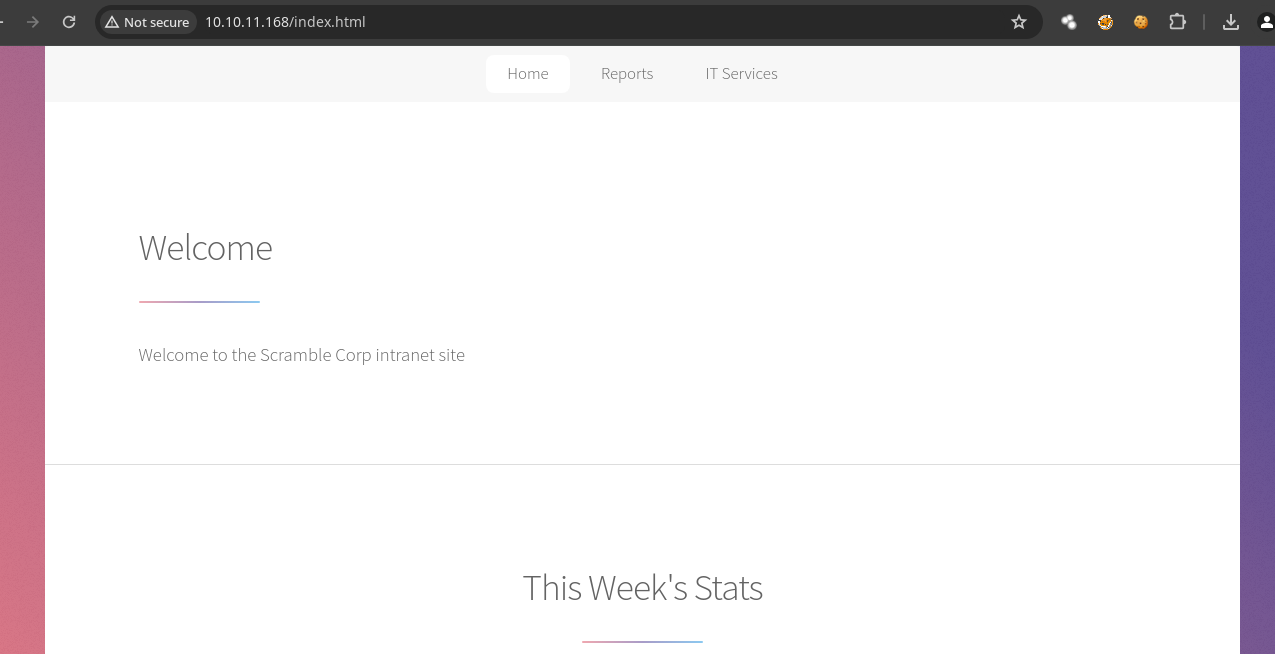 Not secure 10.10.11.168/index.html
Home Reports IT Services
Welcome
Welcome to the Scramble Corp intranet site
This Week's Stats